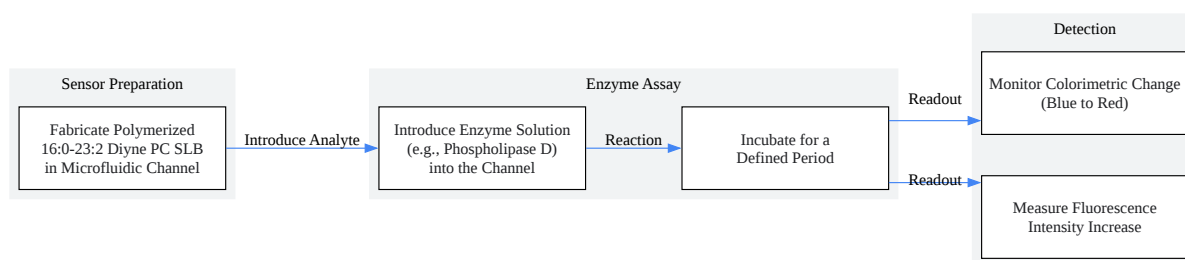 Sensor Preparation
Fabricate Polymerized
16:0-23:2 Diyne PC SLB
in Microfluidic Channel
Introduce Analyte
Enzyme Assay
Introduce Enzyme Solution
(e.g., Phospholipase D)
into the Channel
Reaction
Incubate for a
Defined Period
Readout
Readout
Detection
Monitor Colorimetric Change
(Blue to Red)
Measure Fluorescence
Intensity Increase